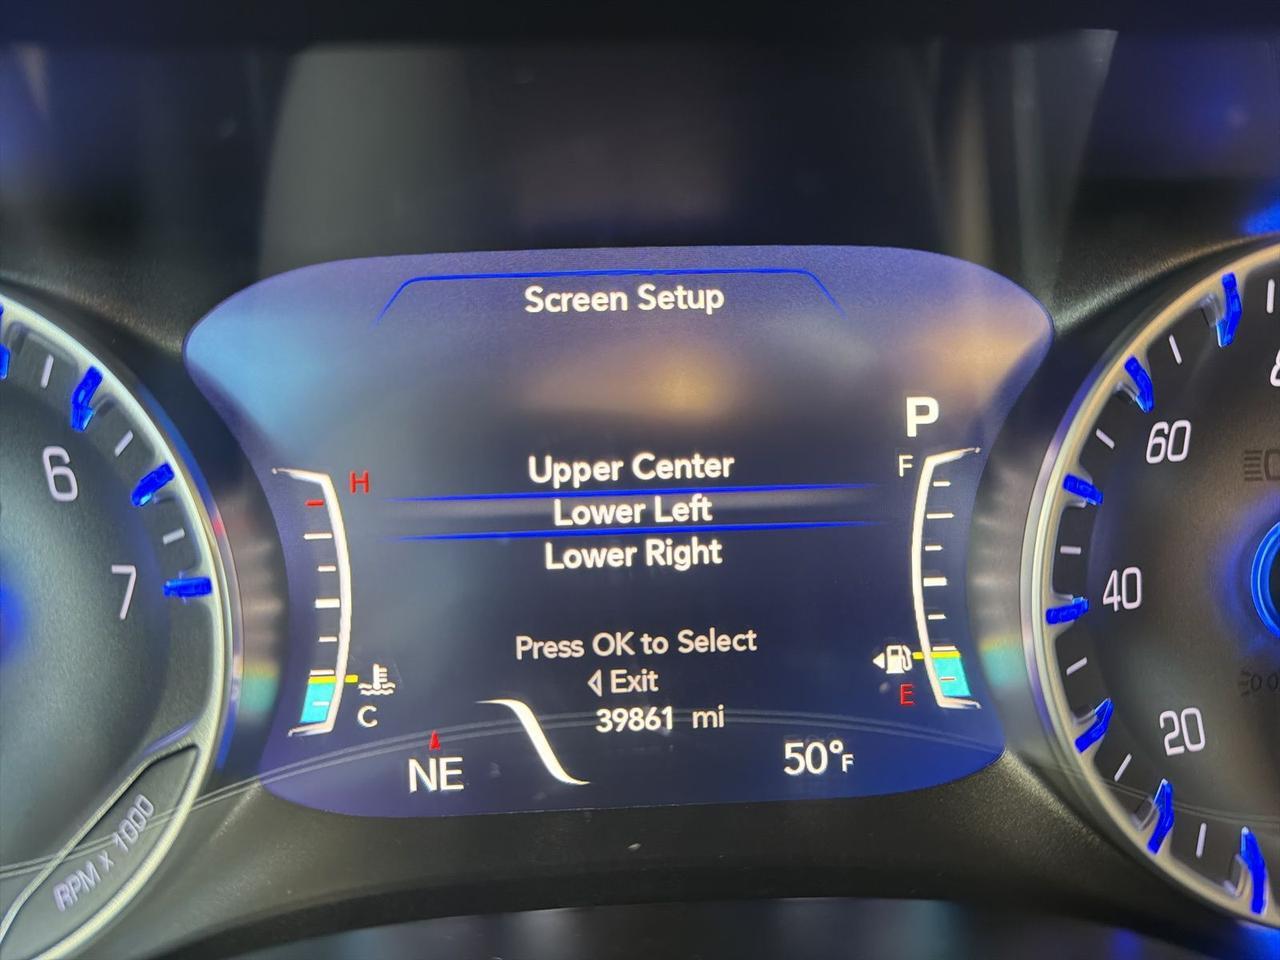 Screen Setup
P
Upper Center
Lower Left
Lower Right
H
F
Press OK to Select
Exit
39861 mi
C
E
NE
50°F
6
7
RPM x 1000
60
40
20